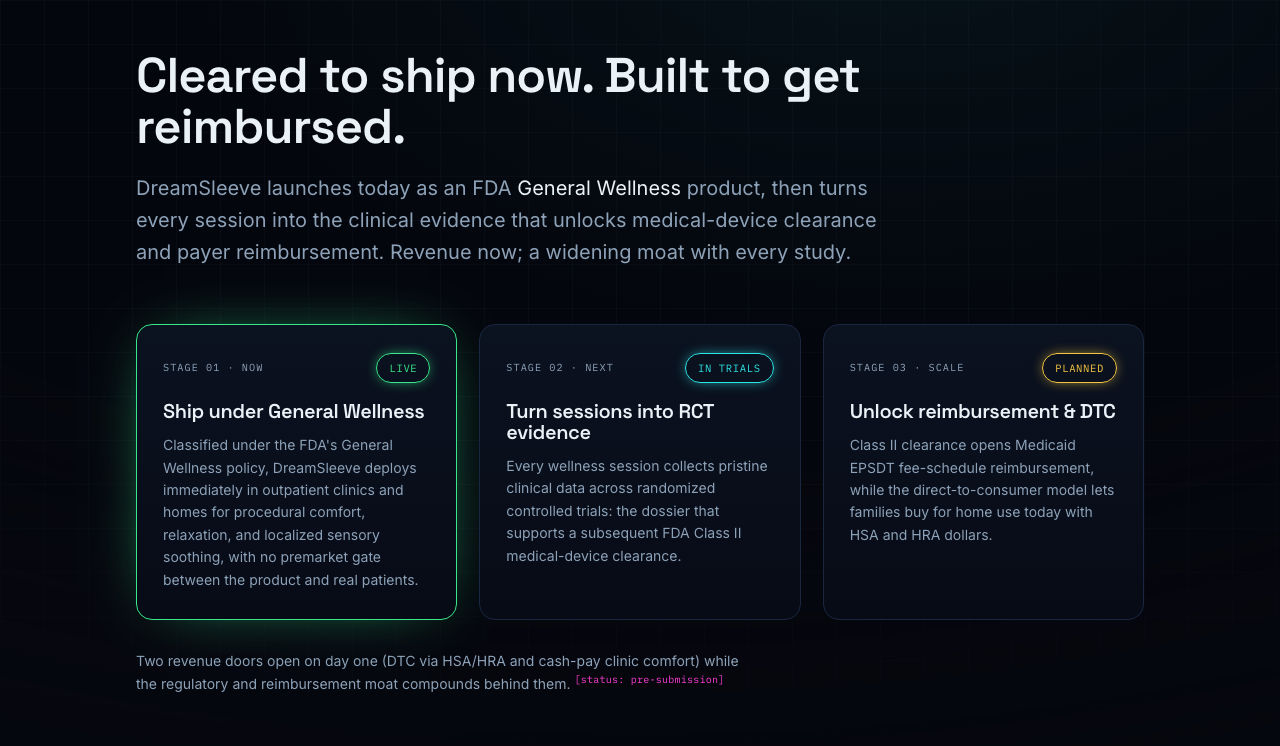 Cleared to ship now. Built to get
reimbursed.
DreamSleeve launches today as an FDA General Wellness product, then turns
every session into the clinical evidence that unlocks medical-device clearance
and payer reimbursement. Revenue now; a widening moat with every study.
STAGE 01 · NOW
LIVE
Ship under General Wellness
Classified under the FDA's General
Wellness policy, DreamSleeve deploys
immediately in outpatient clinics and
homes for procedural comfort,
relaxation, and localized sensory
soothing, with no premarket gate
between the product and real patients.
STAGE 02 · NEXT
IN TRIALS
Turn sessions into RCT
evidence
Every wellness session collects pristine
clinical data across randomized
controlled trials: the dossier that
supports a subsequent FDA Class II
medical-device clearance.
STAGE 03 · SCALE
PLANNED
Unlock reimbursement & DTC
Class II clearance opens Medicaid
EPSDT fee-schedule reimbursement,
while the direct-to-consumer model lets
families buy for home use today with
HSA and HRA dollars.
Two revenue doors open on day one (DTC via HSA/HRA and cash-pay clinic comfort) while
the regulatory and reimbursement moat compounds behind them. [status: pre-submission]